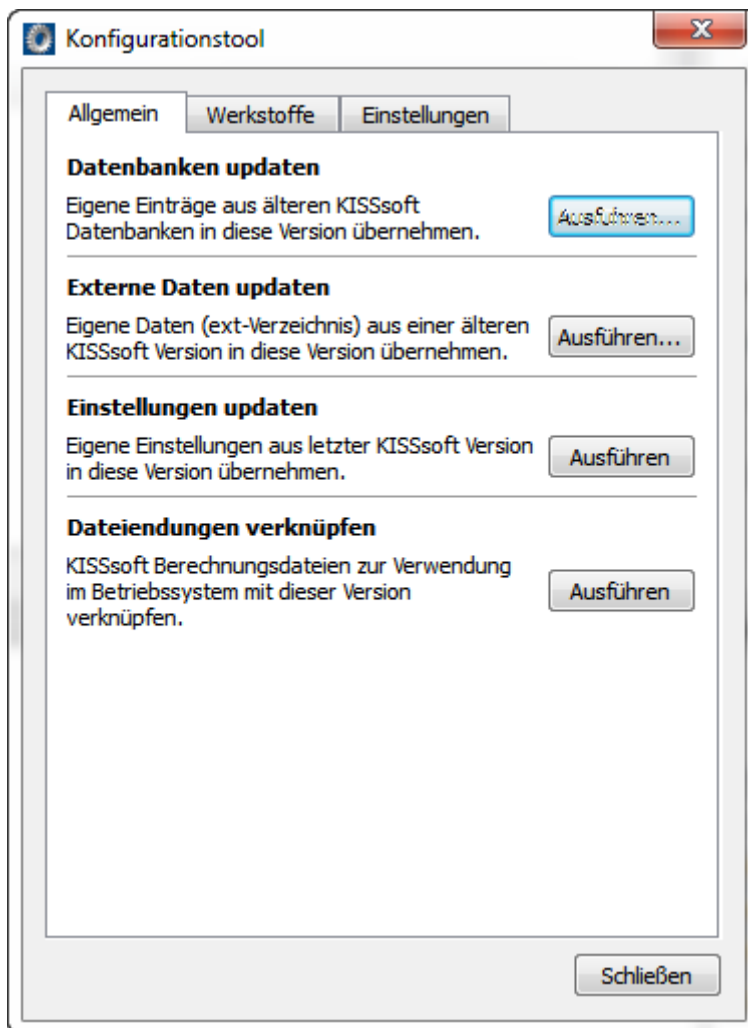 Konfigurationstool
Allgemein Werkstoffe Einstellungen
Datenbanken updaten
Eigene Einträge aus älteren KISSsoft
Datenbanken in diese Version übernehmen.
Ausführen...
Externe Daten updaten
Eigene Daten (ext-Verzeichnis) aus einer älteren
KISSsoft Version in diese Version übernehmen.
Ausführen...
Einstellungen updaten
Eigene Einstellungen aus letzter KISSsoft Version
in diese Version übernehmen.
Ausführen
Dateiendungen verknüpfen
KISSsoft Berechnungsdateien zur Verwendung
im Betriebssystem mit dieser Version
verknüpfen.
Ausführen
Schließen